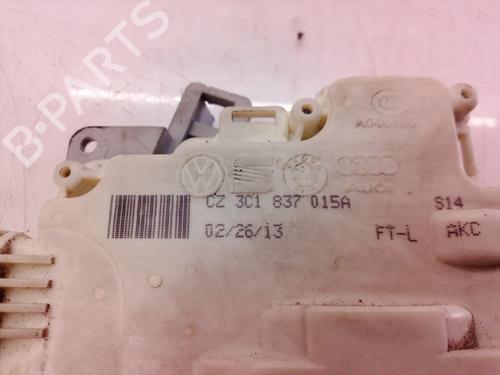 B-PARTS
CZ 3C1 837 015A
S14
02/26/13
FT-L
AKC
Audi